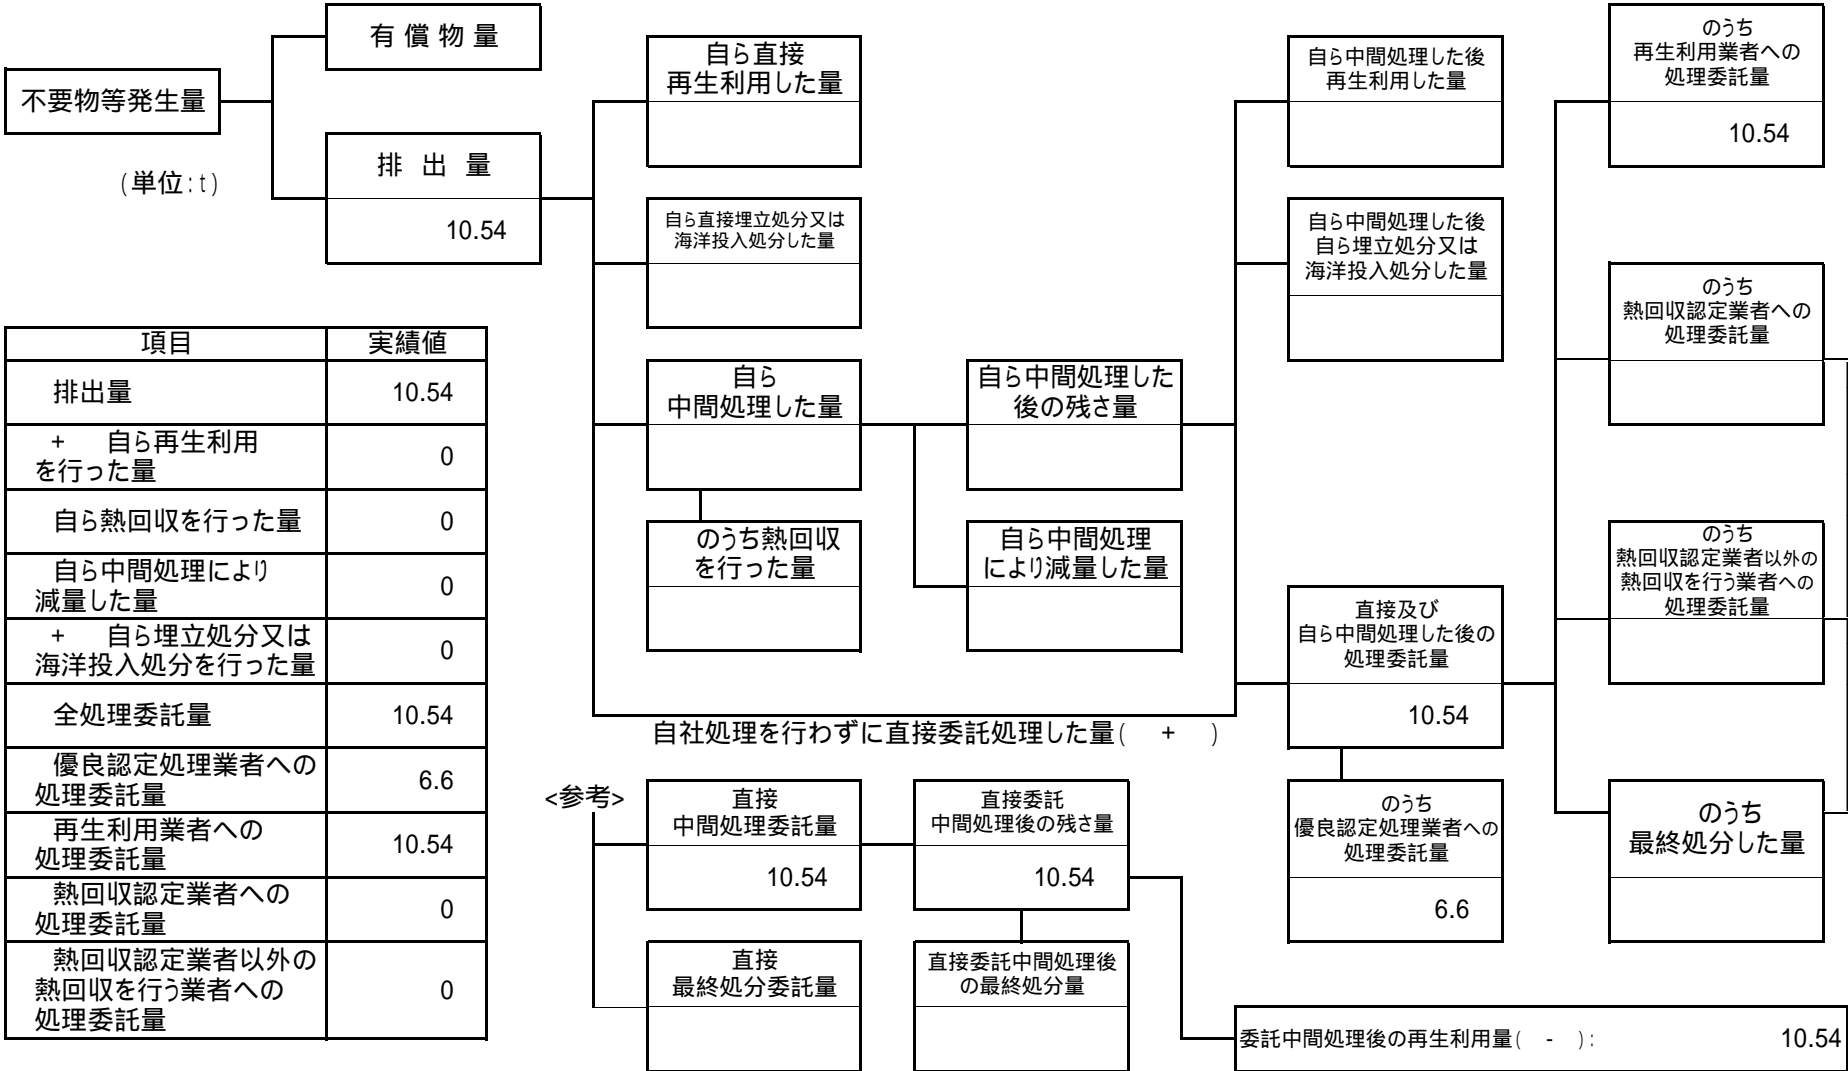 不要物等発生量
(単位:t)
有 償 物 量
排 出 量
10.54
自ら直接
再生利用した量
自ら直接埋立処分又は
海洋投入処分した量
自ら
中間処理した量
のうち熱回収
を行った量
自ら中間処理した
後の残さ量
自ら中間処理
により減量した量
自ら中間処理した後
再生利用した量
自ら中間処理した後
自ら埋立処分又は
海洋投入処分した量
直接及び
自ら中間処理した後の
処理委託量
10.54
のうち
優良認定処理業者への
処理委託量
6.6
のうち
再生利用業者への
処理委託量
10.54
のうち
熱回収認定業者への
処理委託量
のうち
熱回収認定業者以外の
熱回収を行う業者への
処理委託量
のうち
最終処分した量
自社処理を行わずに直接委託処理した量( + )
項目 実績値
排出量 10.54
+ 自ら再生利用
を行った量 0
自ら熱回収を行った量 0
自ら中間処理により
減量した量 0
+ 自ら埋立処分又は
海洋投入処分を行った量 0
全処理委託量 10.54
優良認定処理業者への
処理委託量 6.6
再生利用業者への
処理委託量 10.54
熱回収認定業者への
処理委託量 0
熱回収認定業者以外の
熱回収を行う業者への
処理委託量 0
<参考>
直接
中間処理委託量
10.54
直接委託
中間処理後の残さ量
10.54
直接
最終処分委託量
直接委託中間処理後
の最終処分量
委託中間処理後の再生利用量( - ): 10.54